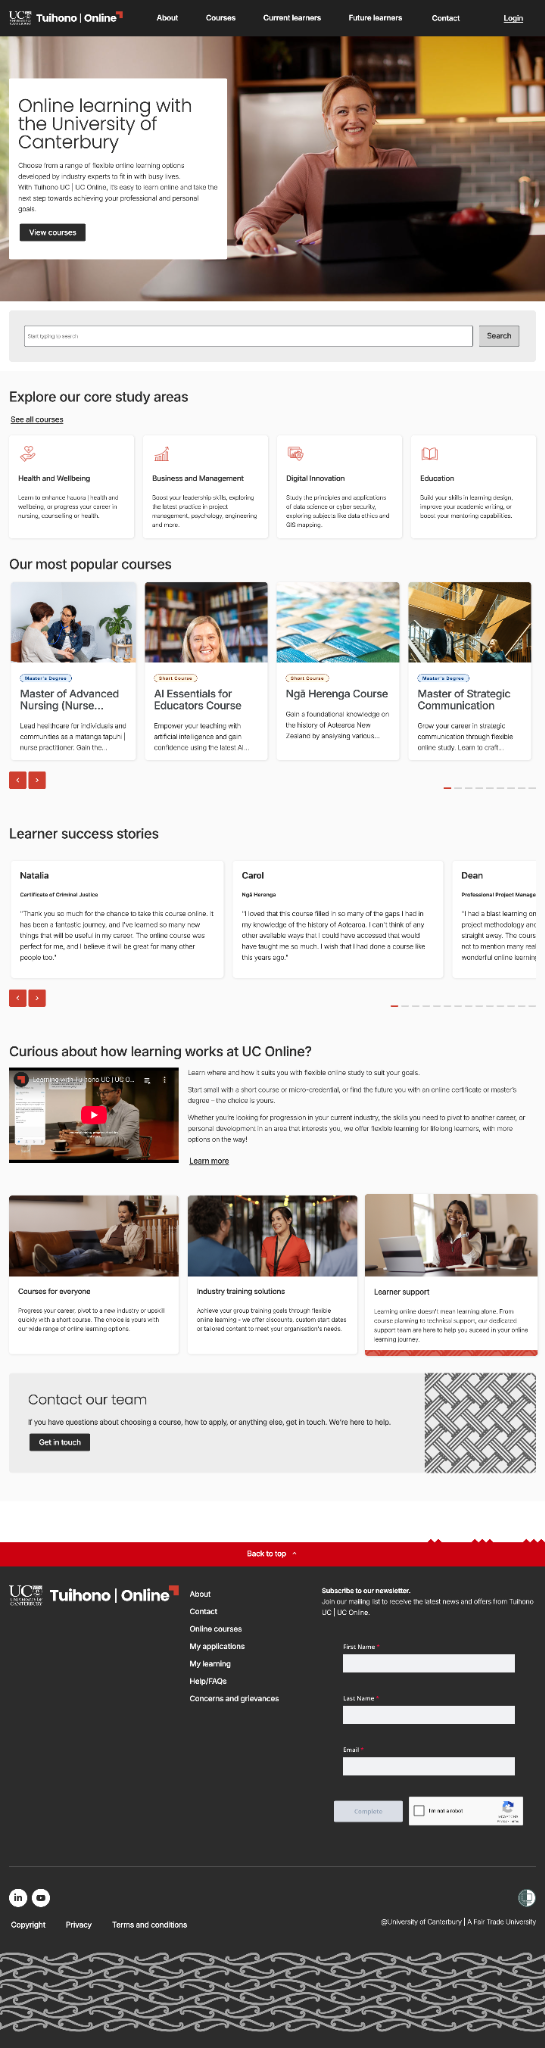 UC
Tuihono | Online
About
Courses
Current learners
Future learners
Contact
Login
Online learning with
the University of
Canterbury
Choose from a range of flexible online learning options
developed by industry experts to fit in with busy lives.
With Tuihono UC | UC Online, it's easy to learn online and take the
next step towards achieving your professional and personal
goals.
View courses
Start typing to search
Search
Explore our core study areas
See all courses
Health and Wellbeing
Learn to enhance hauora | health and
wellbeing, or progress your career in
nursing, counselling or health.
Business and Management
Boost your leadership skills, exploring
the latest practice in project
management, psychology, engineering
and more.
Digital Innovation
Study the principles and applications
of data science or cyber security,
exploring subjects like data ethics and
GIS mapping.
Education
Build your skills in learning design,
improve your academic writing, or
boost your mentoring capabilities.
Our most popular courses
Master's Degree
Master of Advanced
Nursing (Nurse...
Lead healthcare for individuals and
communities as a mātanga tapuhi |
nurse practitioner. Gain the...
Short Course
AI Essentials for
Educators Course
Empower your teaching with
artificial intelligence and gain
confidence using the latest AI ...
Short Course
Ngā Herenga Course
Gain a foundational knowledge on
the history of Aotearoa New
Zealand by analysing various...
Master's Degree
Master of Strategic
Communication
Grow your career in strategic
communication through flexible
online study. Learn to craft...
Learner success stories
Natalia
Certificate of Criminal Justice
"Thank you so much for the chance to take this course online. It
has been a fantastic journey, and I've learned so many new
things that will be useful in my career. The online course was
perfect for me, and I believe it will be great for many other
people too."
Carol
Ngā Herenga
"I loved that this course filled in so many of the gaps I had in
my knowledge of the history of Aotearoa. I can't think of any
other available ways that I could have accessed that would
have taught me so much. I wish that I had done a course like
this years ago."
Dean
Professional Project Manage
"I had a blast learning on
project methodology and
straight away. The cours
not to mention many real
wonderful online learning
Curious about how learning works at UC Online?
Learning with Tuihono UC | UC O...
Learn where and how it suits you with flexible online study to suit your goals.
Start small with a short course or micro-credential, or find the future you with an online certificate or master's
degree - the choice is yours.
Whether you're looking for progression in your current industry, the skills you need to pivot to another career, or
personal development in an area that interests you, we offer flexible learning for lifelong learners, with more
options on the way!
Learn more
Courses for everyone
Progress your career, pivot to a new industry or upskill
quickly with a short course. The choice is yours with
our wide range of online learning options.
Industry training solutions
Achieve your group training goals through flexible
online learning - we offer discounts, custom start dates
or tailored content to meet your organisation's needs.
Learner support
Learning online doesn't mean learning alone. From
course planning to technical support, our dedicated
support team are here to help you succeed in your online
learning journey.
Contact our team
If you have questions about choosing a course, how to apply, or anything else, get in touch. We're here to help.
Get in touch
Back to top
UC
UNIVERSITY OF
CANTERBURY
Tuihono | Online
About
Contact
Online courses
My applications
My learning
Help/FAQs
Concerns and grievances
Subscribe to our newsletter.
Join our mailing list to receive the latest news and offers from Tuihono
UC | UC Online.
First Name *
Last Name *
Email *
Complete
I'm not a robot
Copyright
Privacy
Terms and conditions
@University of Canterbury | A Fair Trade University